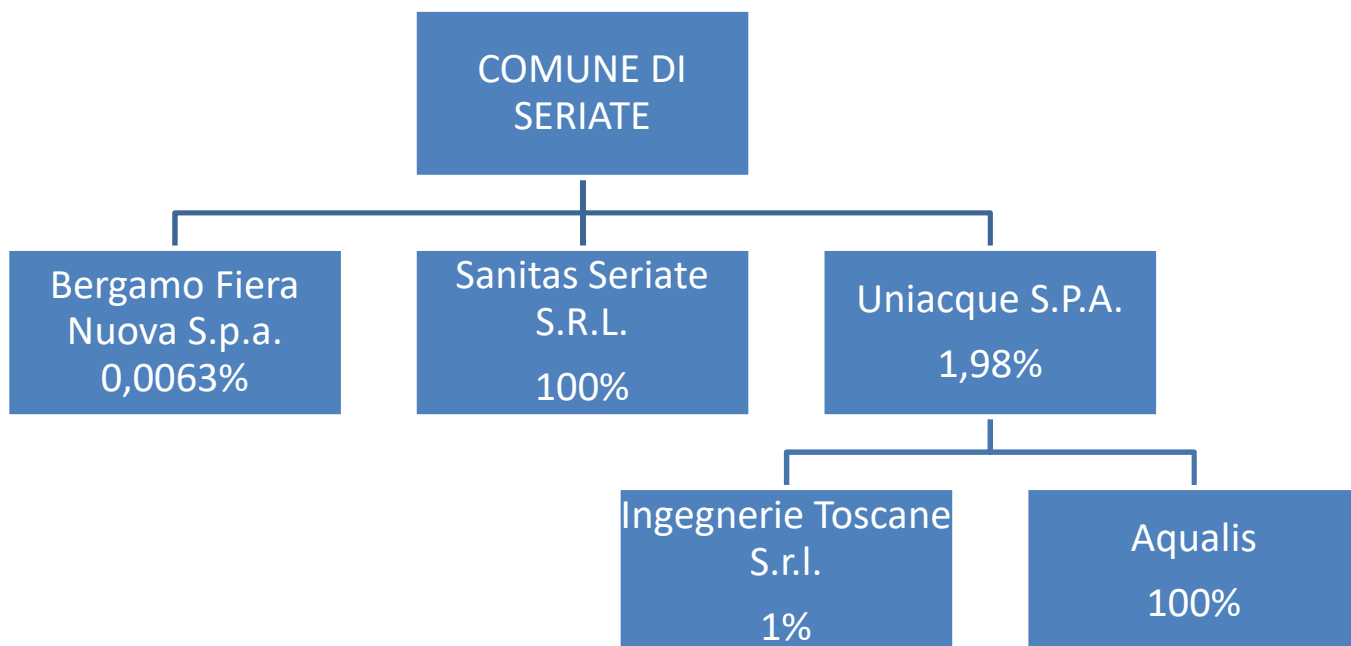 COMUNE DI
SERIATE
Bergamo Fiera
Nuova S.p.a.
0,0063%
Sanitas Seriate
S.R.L.
100%
Uniacque S.P.A.
1,98%
Ingegnerie Toscane
S.r.l.
1%
Aqualis
100%